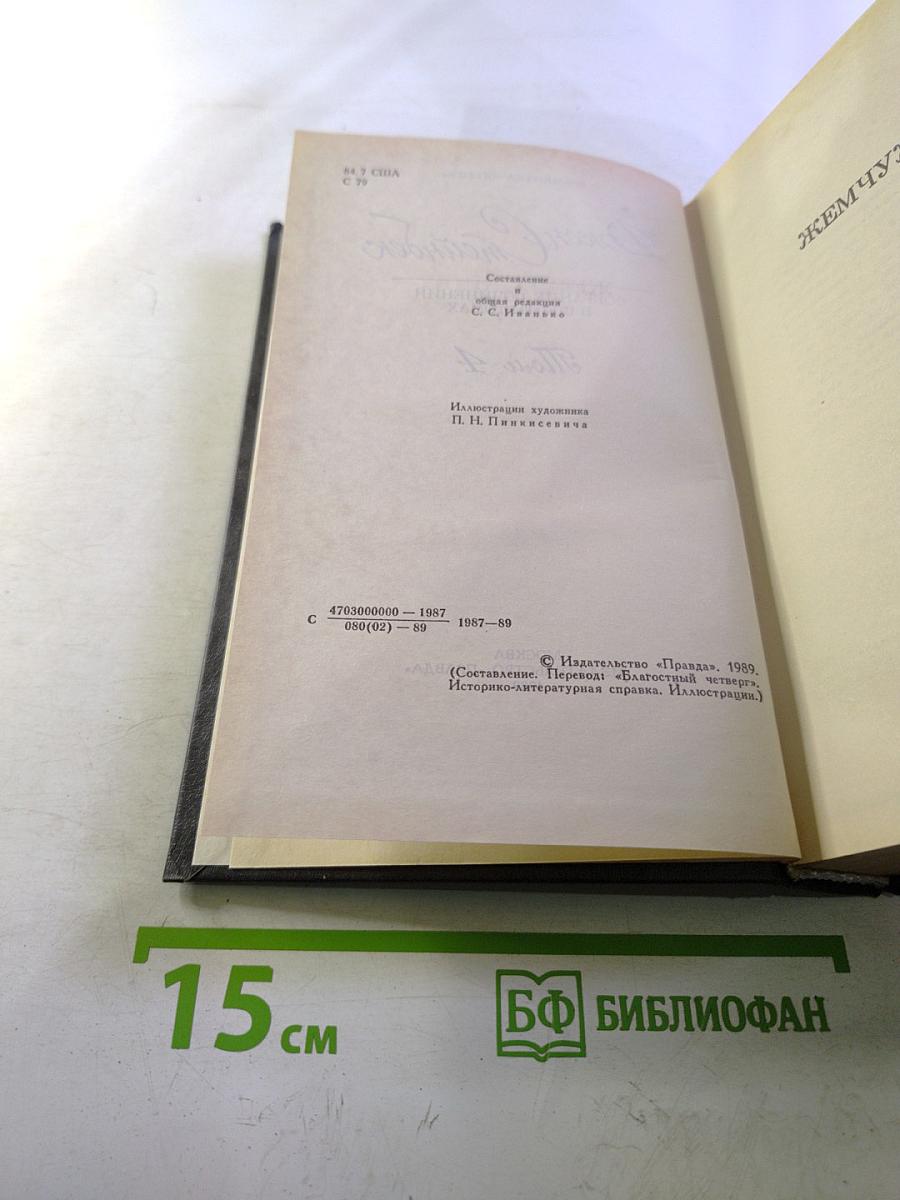 84.7 США
С 79
Составление
и
общая редакция
С. С. Иванько
Иллюстрации художника
П. Н. Пинкисевича
С 4703000000 — 1987
080(02) — 89 1987—89
© Издательство «Правда». 1989.
(Составление. Перевод: «Благостный четверг».
Историко-литературная справка. Иллюстрации.)
ЖЕМЧУ
15 см
БФ БИБЛИОФАН